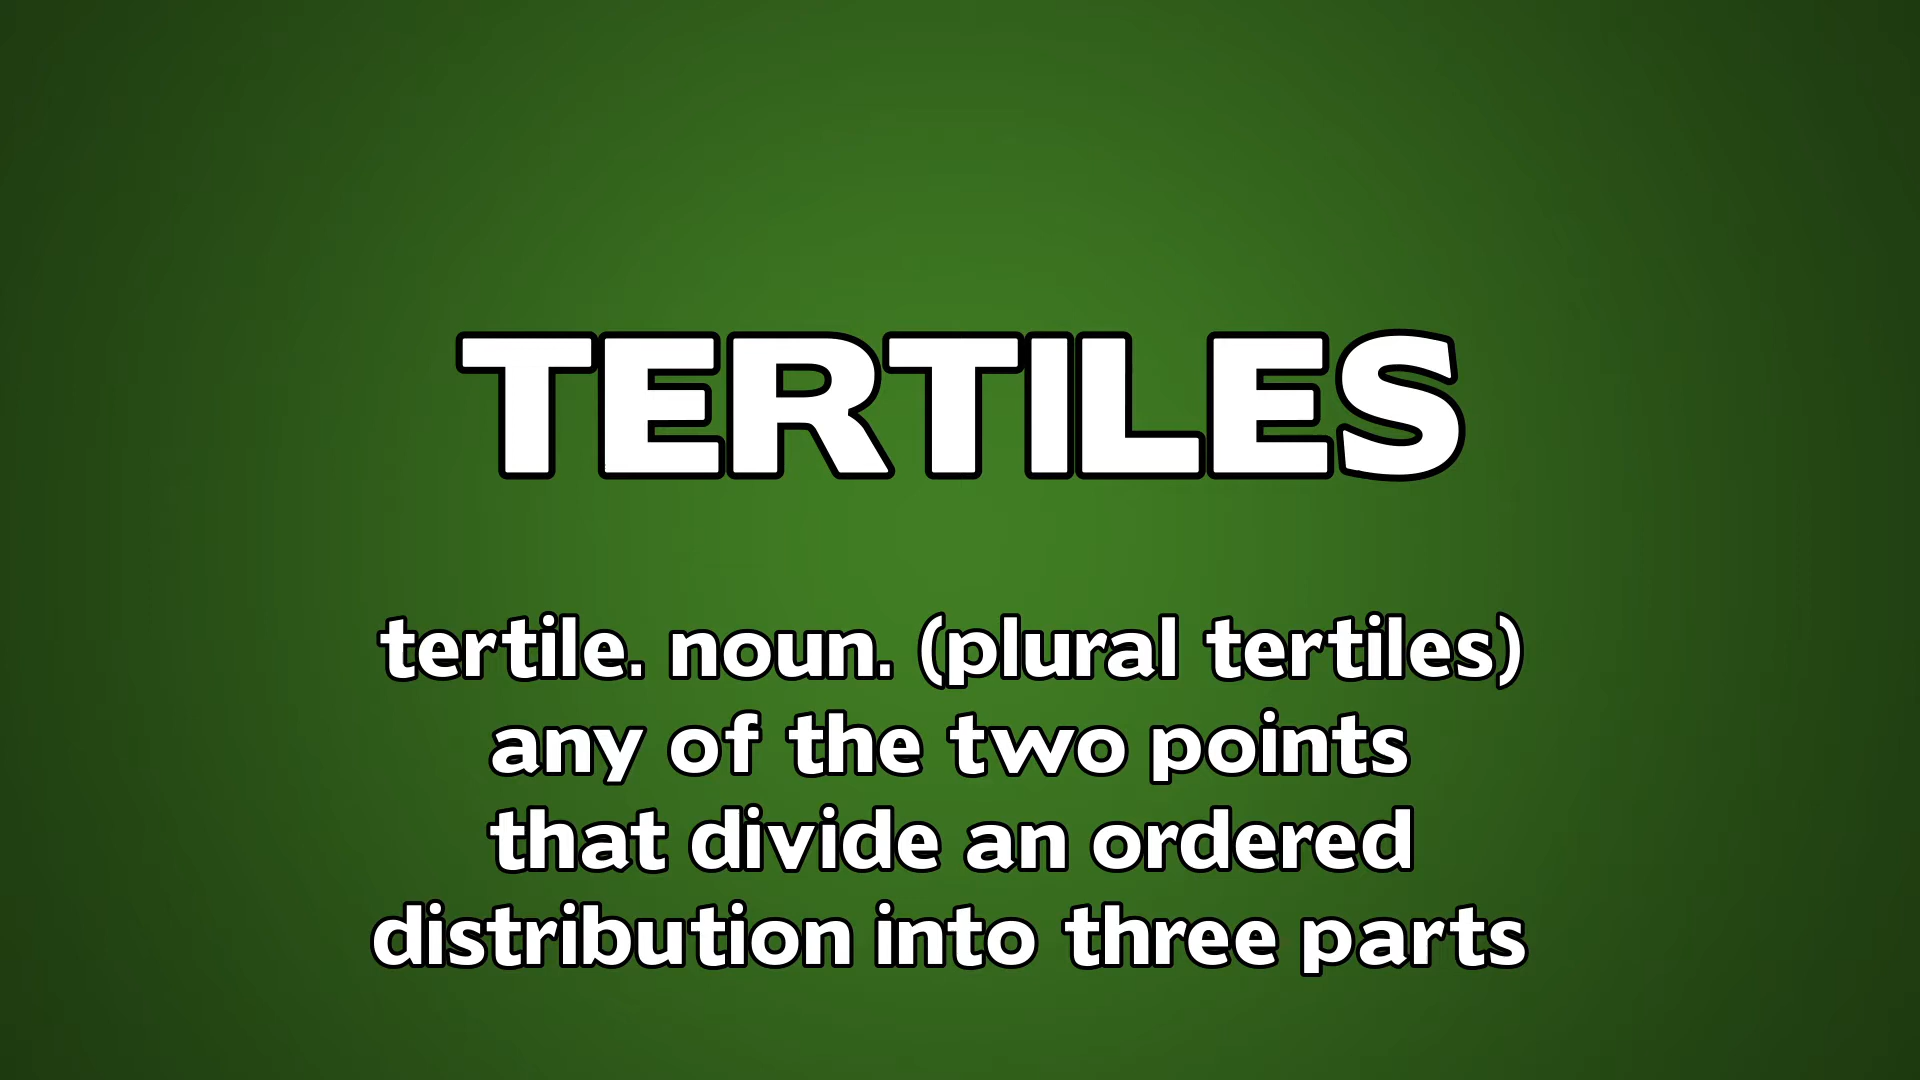 TERTILES
tertile. noun. (plural tertiles)
any of the two points
that divide an ordered
distribution into three parts